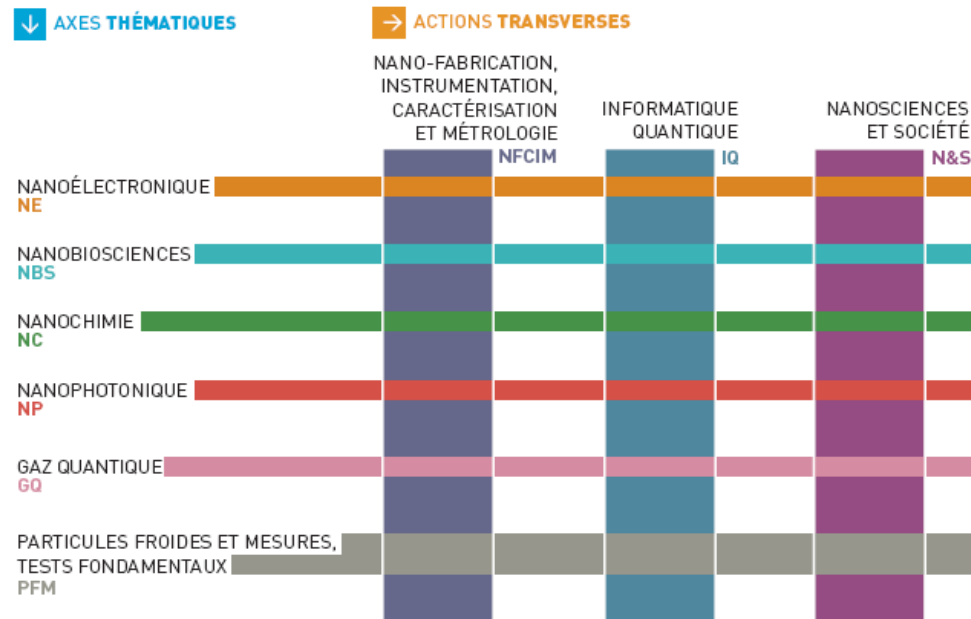 AXES THÉMATIQUES
ACTIONS TRANSVERSES
NANO-FABRICATION,
INSTRUMENTATION,
CARACTÉRISATION
ET MÉTROLOGIE
NFCIM
INFORMATIQUE
QUANTIQUE
IQ
NANOSCIENCES
ET SOCIÉTÉ
N&S
NANOÉLECTRONIQUE
NE
NANOBIOSCIENCES
NBS
NANOCHIMIE
NC
NANOPHOTONIQUE
NP
GAZ QUANTIQUE
GQ
PARTICULES FROIDES ET MESURES,
TESTS FONDAMENTAUX
PFM